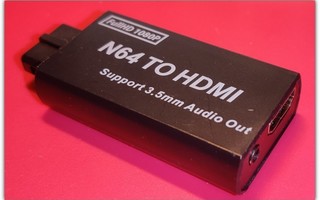 FullHD 1080P
N64 TO HDMI
Support 3.5mm Audio Out